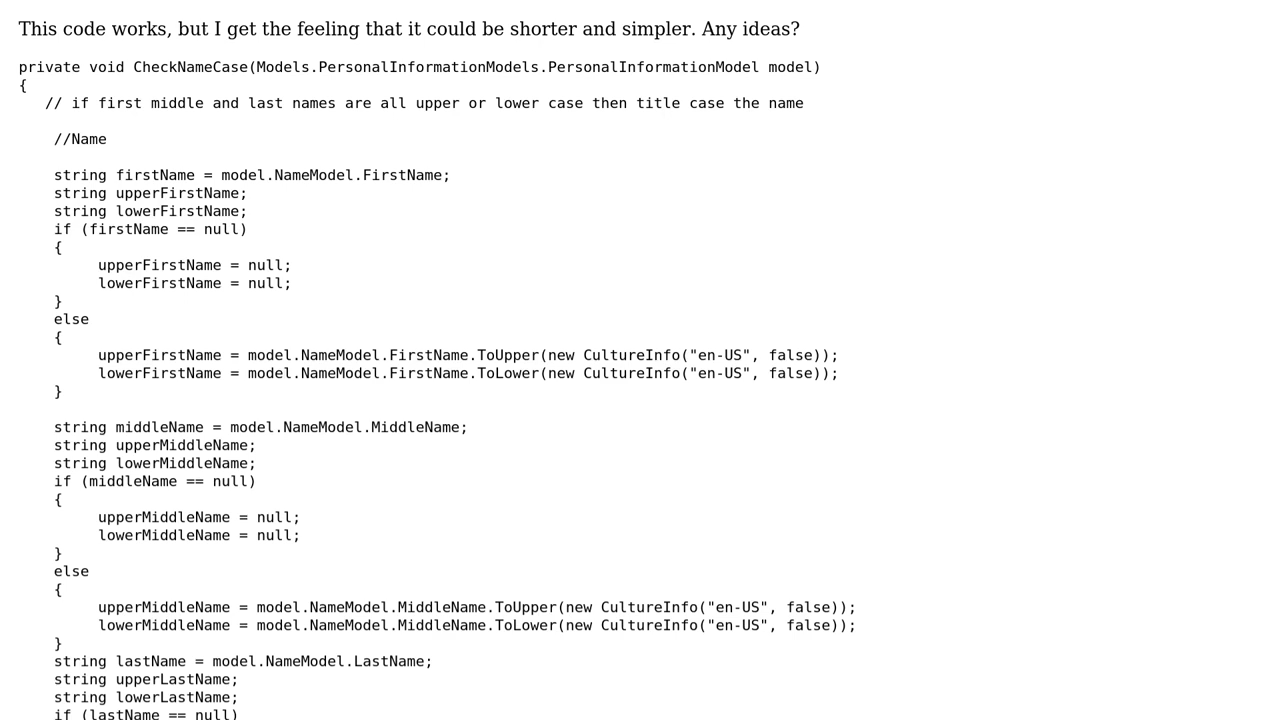 This code works, but I get the feeling that it could be shorter and simpler. Any ideas?
private void CheckNameCase(Models.PersonalInformationModels.PersonalInformationModel model)
{
   // if first middle and last names are all upper or lower case then title case the name
    //Name
    string firstName = model.NameModel.FirstName;
    string upperFirstName;
    string lowerFirstName;
    if (firstName == null)
    {
         upperFirstName = null;
         lowerFirstName = null;
    }
    else
    {
         upperFirstName = model.NameModel.FirstName.ToUpper(new CultureInfo("en-US", false));
         lowerFirstName = model.NameModel.FirstName.ToLower(new CultureInfo("en-US", false));
    }
    string middleName = model.NameModel.MiddleName;
    string upperMiddleName;
    string lowerMiddleName;
    if (middleName == null)
    {
         upperMiddleName = null;
         lowerMiddleName = null;
    }
    else
    {
         upperMiddleName = model.NameModel.MiddleName.ToUpper(new CultureInfo("en-US", false));
         lowerMiddleName = model.NameModel.MiddleName.ToLower(new CultureInfo("en-US", false));
    }
    string lastName = model.NameModel.LastName;
    string upperLastName;
    string lowerLastName;
    if (lastName == null)